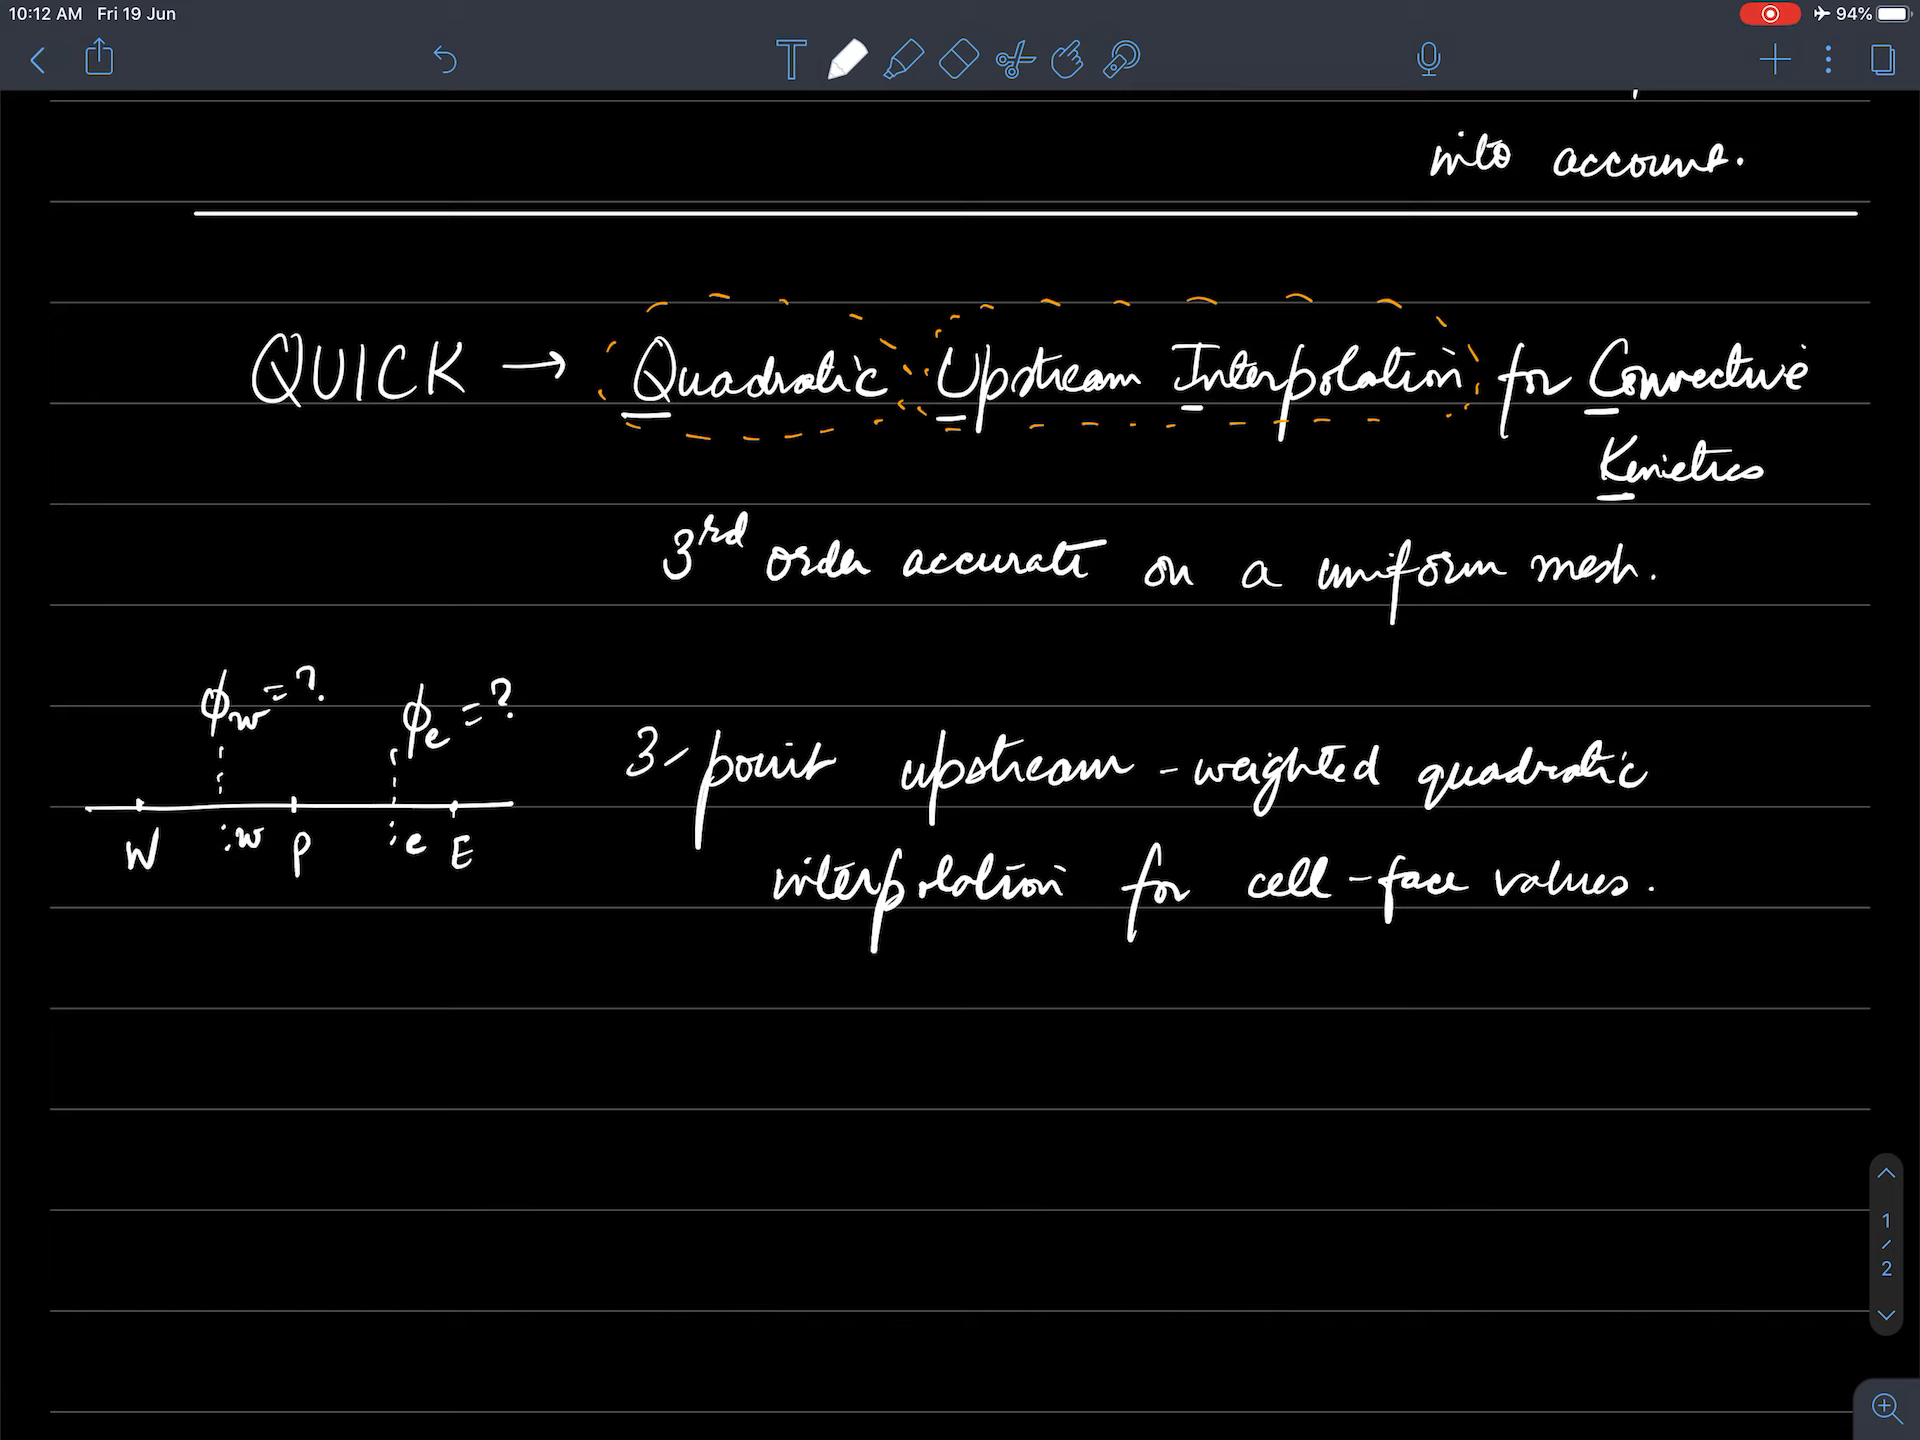 10:12 AM Fri 19 Jun
94%
into account.
QUICK → Quadratic Upstream Interpolation for Convective
Kenietics
3rd order accurate on a uniform mesh.
ϕw = ?
ϕe = ?
3-point upstream-weighted quadratic
W w P e E
interpolation for cell-face values.
1
/
2